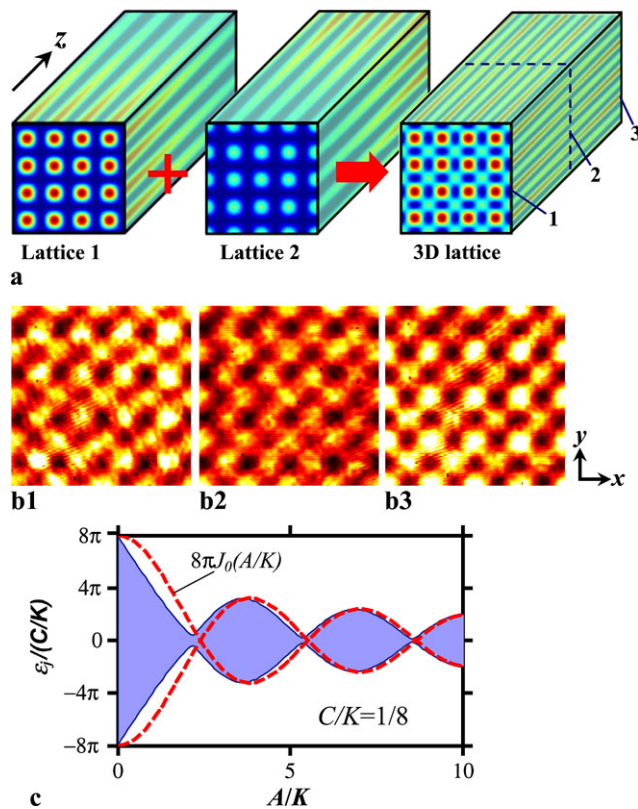 z
3
2
1
Lattice 1 Lattice 2 3D lattice
a
y
x
b1 b2 b3
8π
8πJ₀(A/K)
4π
εⱼ/(C/K)
0
−4π
C/K=1/8
−8π
0 5 10
c A/K